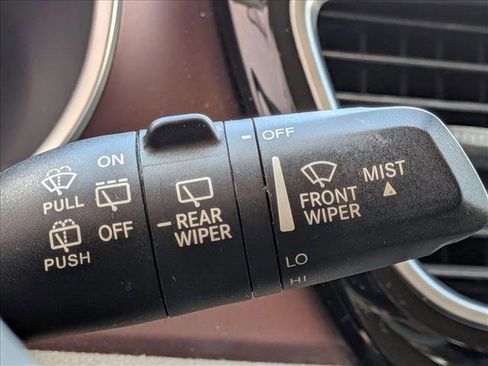 ON
PULL
OFF
PUSH
REAR
WIPER
OFF
FRONT
WIPER
MIST
LO
HI